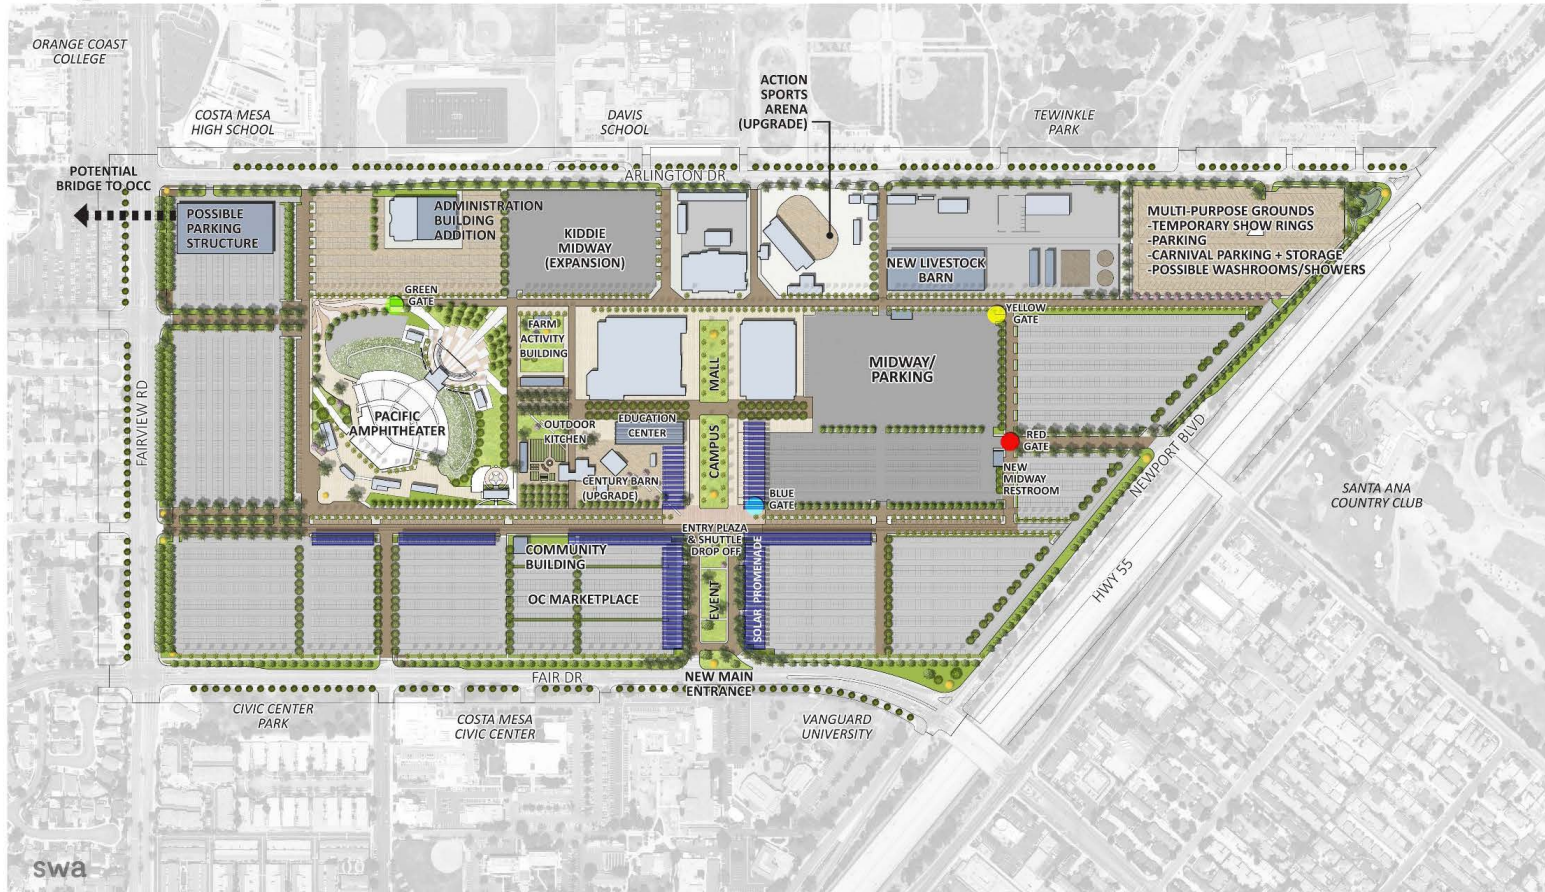 ORANGE COAST
COLLEGE
COSTA MESA
HIGH SCHOOL
DAVIS
SCHOOL
ACTION
SPORTS
ARENA
(UPGRADE)
TEWINKLE
PARK
POTENTIAL
BRIDGE TO OCC
ARLINGTON DR
POSSIBLE
PARKING
STRUCTURE
ADMINISTRATION
BUILDING
ADDITION
KIDDIE
MIDWAY
(EXPANSION)
NEW LIVESTOCK
BARN
MULTI-PURPOSE GROUNDS
-TEMPORARY SHOW RINGS
-PARKING
-CARNIVAL PARKING + STORAGE
-POSSIBLE WASHROOMS/SHOWERS
GREEN
GATE
YELLOW
GATE
FARM
ACTIVITY
BUILDING
MALL
MIDWAY/
PARKING
FAIRVIEW RD
PACIFIC
AMPHITHEATER
OUTDOOR
KITCHEN
EDUCATION
CENTER
CAMPUS
RED
GATE
NEWPORT BLVD
CENTURY BARN
(UPGRADE)
BLUE
GATE
NEW
MIDWAY
RESTROOM
SANTA ANA
COUNTRY CLUB
ENTRY PLAZA
& SHUTTLE
DROP OFF
COMMUNITY
BUILDING
OC MARKETPLACE
EVENT
SOLAR PROMENADE
HWY 55
FAIR DR
NEW MAIN
ENTRANCE
CIVIC CENTER
PARK
COSTA MESA
CIVIC CENTER
VANGUARD
UNIVERSITY
swa